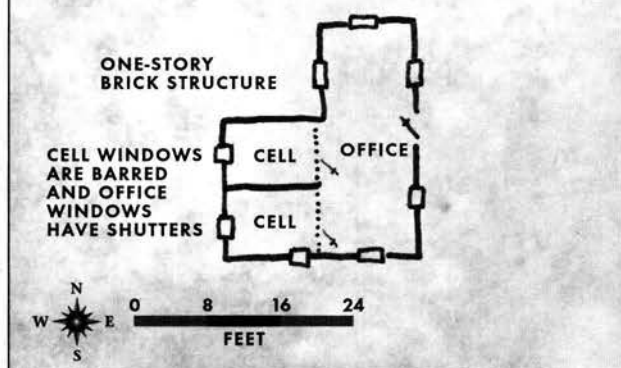 ONE-STORY
BRICK STRUCTURE
CELL WINDOWS
ARE BARRED
AND OFFICE
WINDOWS
HAVE SHUTTERS
CELL
OFFICE
CELL
N
W E
S
0 8 16 24
FEET